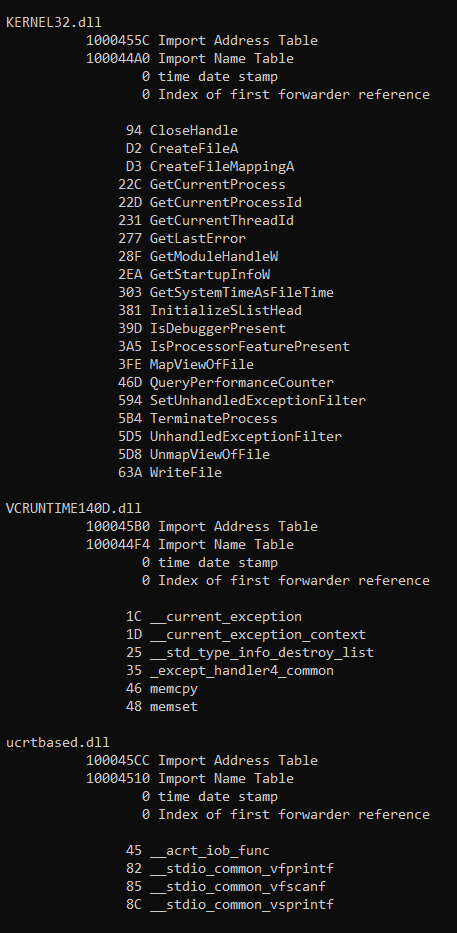 KERNEL32.dll
1000455C Import Address Table
100044A0 Import Name Table
0 time date stamp
0 Index of first forwarder reference
94 CloseHandle
D2 CreateFileA
D3 CreateFileMappingA
22C GetCurrentProcess
22D GetCurrentProcessId
231 GetCurrentThreadId
277 GetLastError
28F GetModuleHandleW
2EA GetStartupInfoW
303 GetSystemTimeAsFileTime
381 InitializeSListHead
39D IsDebuggerPresent
3A5 IsProcessorFeaturePresent
3FE MapViewOfFile
46D QueryPerformanceCounter
594 SetUnhandledExceptionFilter
5B4 TerminateProcess
5D5 UnhandledExceptionFilter
5D8 UnmapViewOfFile
63A WriteFile
VCRUNTIME140D.dll
100045B0 Import Address Table
100044F4 Import Name Table
0 time date stamp
0 Index of first forwarder reference
1C __current_exception
1D __current_exception_context
25 __std_type_info_destroy_list
35 _except_handler4_common
46 memcpy
48 memset
ucrtbased.dll
100045CC Import Address Table
10004510 Import Name Table
0 time date stamp
0 Index of first forwarder reference
45 __acrt_iob_func
82 __stdio_common_vfprintf
85 __stdio_common_vfscanf
8C __stdio_common_vsprintf